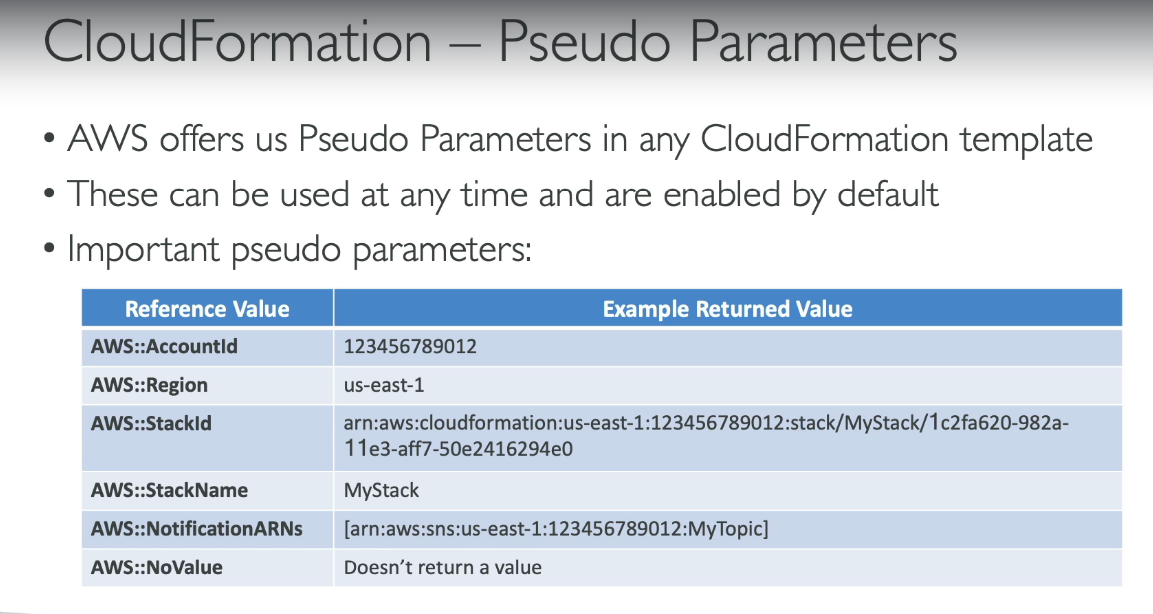 CloudFormation – Pseudo Parameters
• AWS offers us Pseudo Parameters in any CloudFormation template
• These can be used at any time and are enabled by default
• Important pseudo parameters:
Reference Value Example Returned Value
AWS::AccountId 123456789012
AWS::Region us-east-1
AWS::StackId arn:aws:cloudformation:us-east-1:123456789012:stack/MyStack/1c2fa620-982a-
11e3-aff7-50e2416294e0
AWS::StackName MyStack
AWS::NotificationARNs [arn:aws:sns:us-east-1:123456789012:MyTopic]
AWS::NoValue Doesn’t return a value